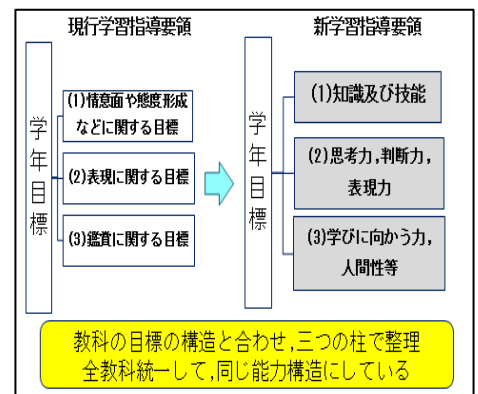 現行学習指導要領
新学習指導要領
学年目標
(1)情意面や態度形成
などに関する目標
(2)表現に関する目標
(3)鑑賞に関する目標
学年目標
(1)知識及び技能
(2)思考力,判断力,
表現力
(3)学びに向かう力,
人間性等
教科の目標の構造と合わせ,三つの柱で整理
全教科統一して,同じ能力構造にしている